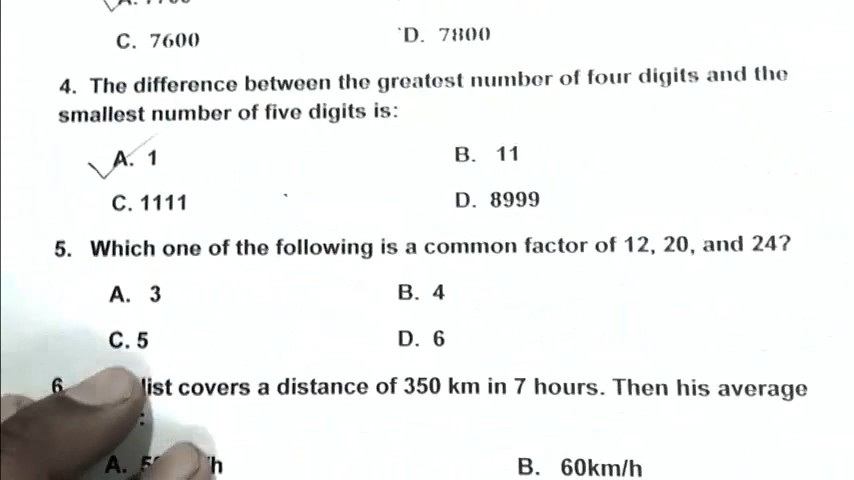 C. 7600 D. 7800
4. The difference between the greatest number of four digits and the
smallest number of five digits is:
A. 1 B. 11
C. 1111 D. 8999
5. Which one of the following is a common factor of 12, 20, and 24?
A. 3 B. 4
C. 5 D. 6
6 list covers a distance of 350 km in 7 hours. Then his average
:
A. 5 h B. 60km/h